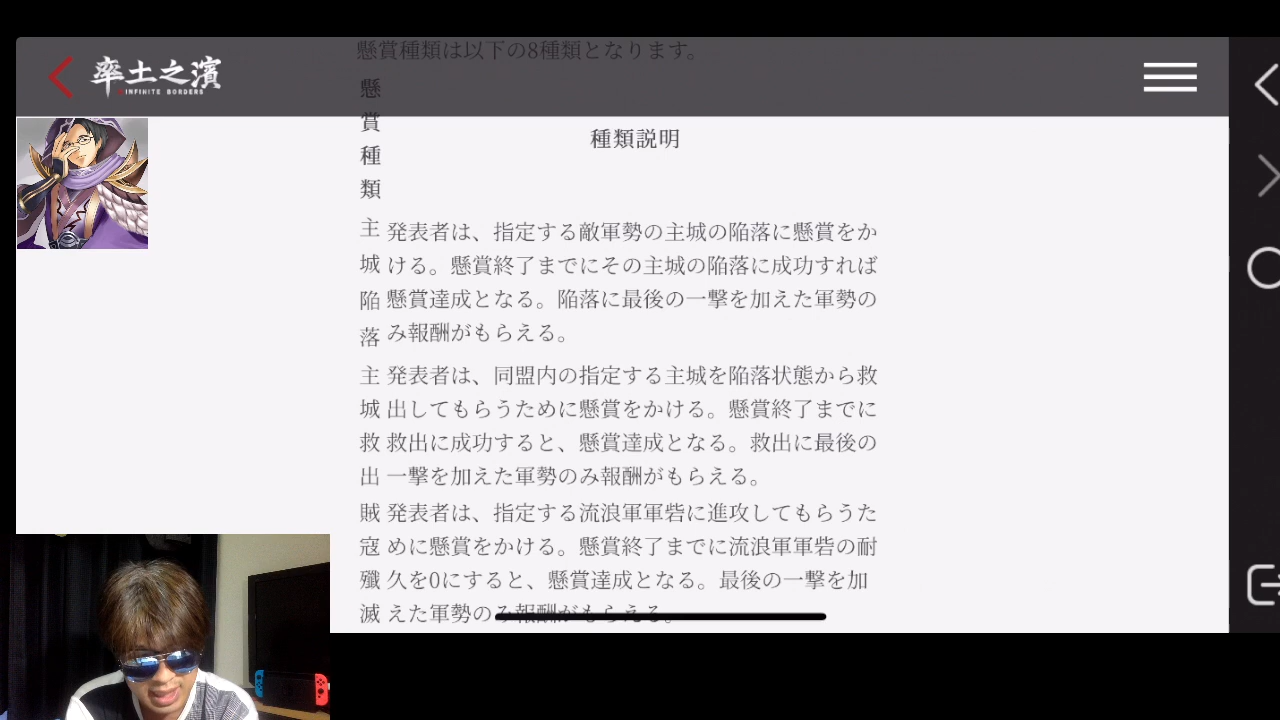 懸賞種類は以下の8種類となります。
率土之濱
INFINITE BORDERS
懸賞種類
種類説明
主城陥落
発表者は、指定する敵軍勢の主城の陥落に懸賞をか
ける。懸賞終了までにその主城の陥落に成功すれば
懸賞達成となる。陥落に最後の一撃を加えた軍勢の
み報酬がもらえる。
主城救出
発表者は、同盟内の指定する主城を陥落状態から救
出してもらうために懸賞をかける。懸賞終了までに
救出に成功すると、懸賞達成となる。救出に最後の
一撃を加えた軍勢のみ報酬がもらえる。
賊寇殲滅
発表者は、指定する流浪軍軍砦に進攻してもらうた
めに懸賞をかける。懸賞終了までに流浪軍軍砦の耐
久を0にすると、懸賞達成となる。最後の一撃を加
えた軍勢のみ報酬がもらえる。